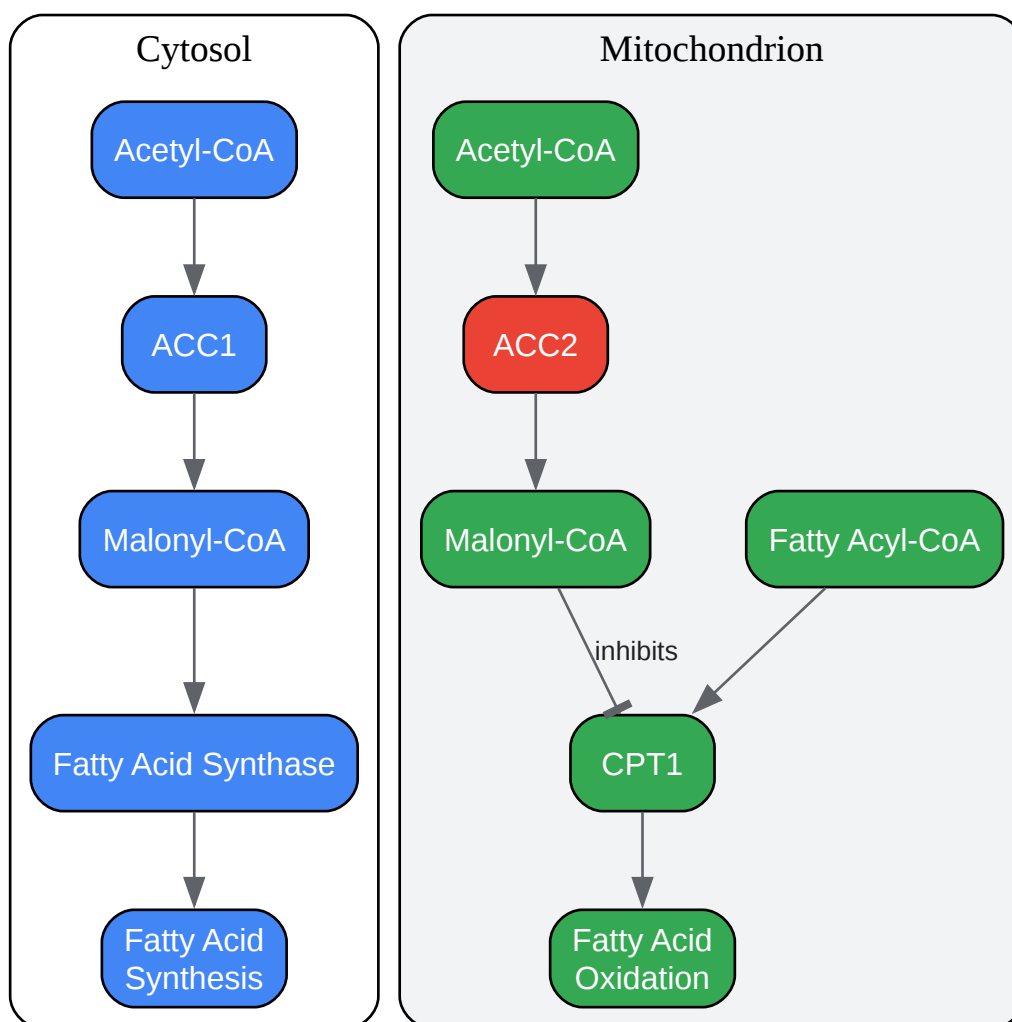 Cytosol
Acetyl-CoA
ACC1
Malonyl-CoA
Fatty Acid Synthase
Fatty Acid
Synthesis
Mitochondrion
Acetyl-CoA
ACC2
Malonyl-CoA
Fatty Acyl-CoA
inhibits
CPT1
Fatty Acid
Oxidation